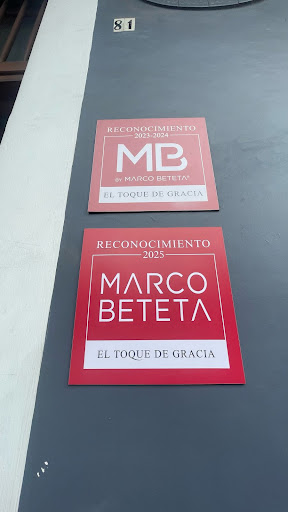 81
RECONOCIMIENTO
2023-2024
MB
BY MARCO BETETA®
EL TOQUE DE GRACIA
RECONOCIMIENTO
2025
MARCO
BETETA
EL TOQUE DE GRACIA